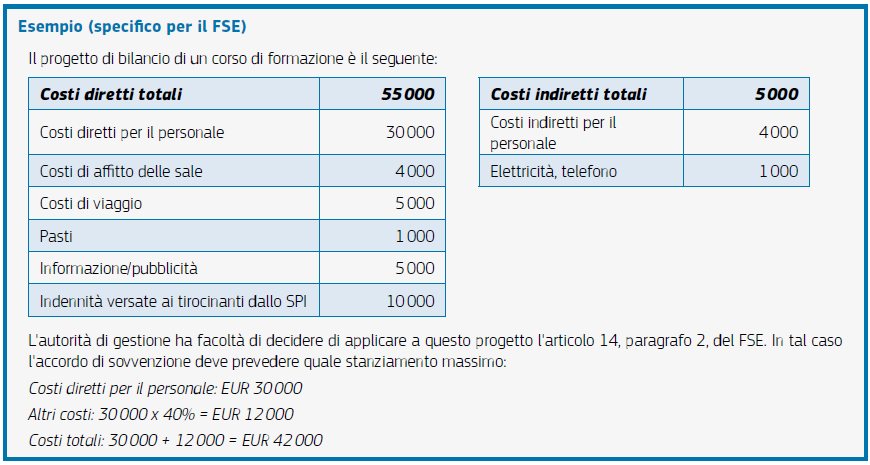 Esempio (specifico per il FSE)
Il progetto di bilancio di un corso di formazione è il seguente:
Costi diretti totali 55 000
Costi diretti per il personale 30 000
Costi di affitto delle sale 4 000
Costi di viaggio 5 000
Pasti 1 000
Informazione/pubblicità 5 000
Indennità versate ai tirocinanti dallo SPI 10 000
Costi indiretti totali 5 000
Costi indiretti per il
personale 4 000
Elettricità, telefono 1 000
L'autorità di gestione ha facoltà di decidere di applicare a questo progetto l'articolo 14, paragrafo 2, del FSE. In tal caso
l'accordo di sovvenzione deve prevedere quale stanziamento massimo:
Costi diretti per il personale: EUR 30 000
Altri costi: 30 000 x 40% = EUR 12 000
Costi totali: 30 000 + 12 000 = EUR 42 000